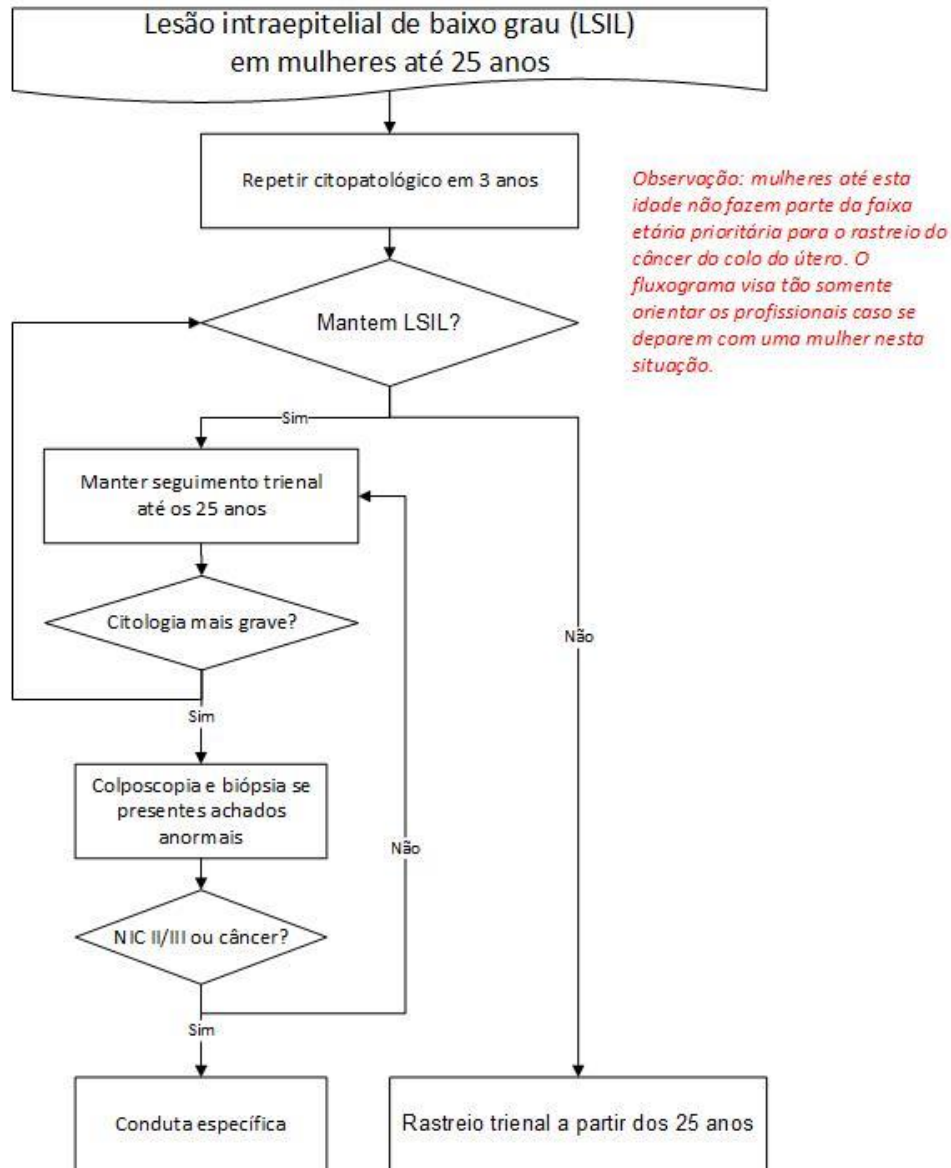 Lesão intraepitelial de baixo grau (LSIL)
em mulheres até 25 anos
Repetir citopatológico em 3 anos
Observação: mulheres até esta
idade não fazem parte da faixa
etária prioritária para o rastreio do
câncer do colo do útero. O
fluxograma visa tão somente
orientar os profissionais caso se
deparem com uma mulher nesta
situação.
Mantem LSIL?
Sim
Manter seguimento trienal
até os 25 anos
Citologia mais grave?
Não
Sim
Colposcopia e biópsia se
presentes achados
anormais
Não
NIC II/III ou câncer?
Sim
Conduta específica
Rastreio trienal a partir dos 25 anos